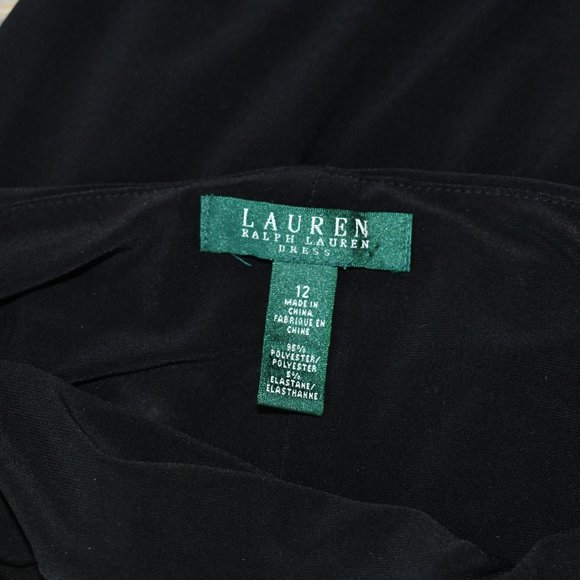 LAUREN
RALPH LAUREN
DRESS
12
MADE IN
CHINA
FABRIQUE EN
CHINE
95%
POLYESTER/
POLYESTER
5%
ELASTANE/
ELASTHANNE